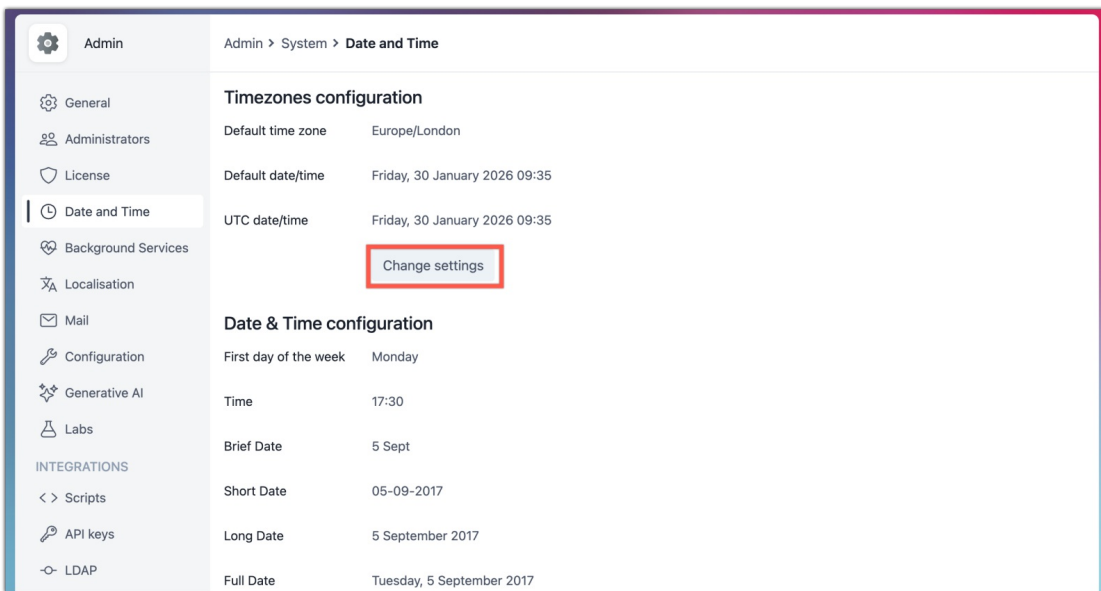 Admin
Admin > System > Date and Time
General
Administrators
License
Date and Time
Background Services
Localisation
Mail
Configuration
Generative AI
Labs
INTEGRATIONS
Scripts
API keys
LDAP
Timezones configuration
Default time zone Europe/London
Default date/time Friday, 30 January 2026 09:35
UTC date/time Friday, 30 January 2026 09:35
Change settings
Date & Time configuration
First day of the week Monday
Time 17:30
Brief Date 5 Sept
Short Date 05-09-2017
Long Date 5 September 2017
Full Date Tuesday, 5 September 2017